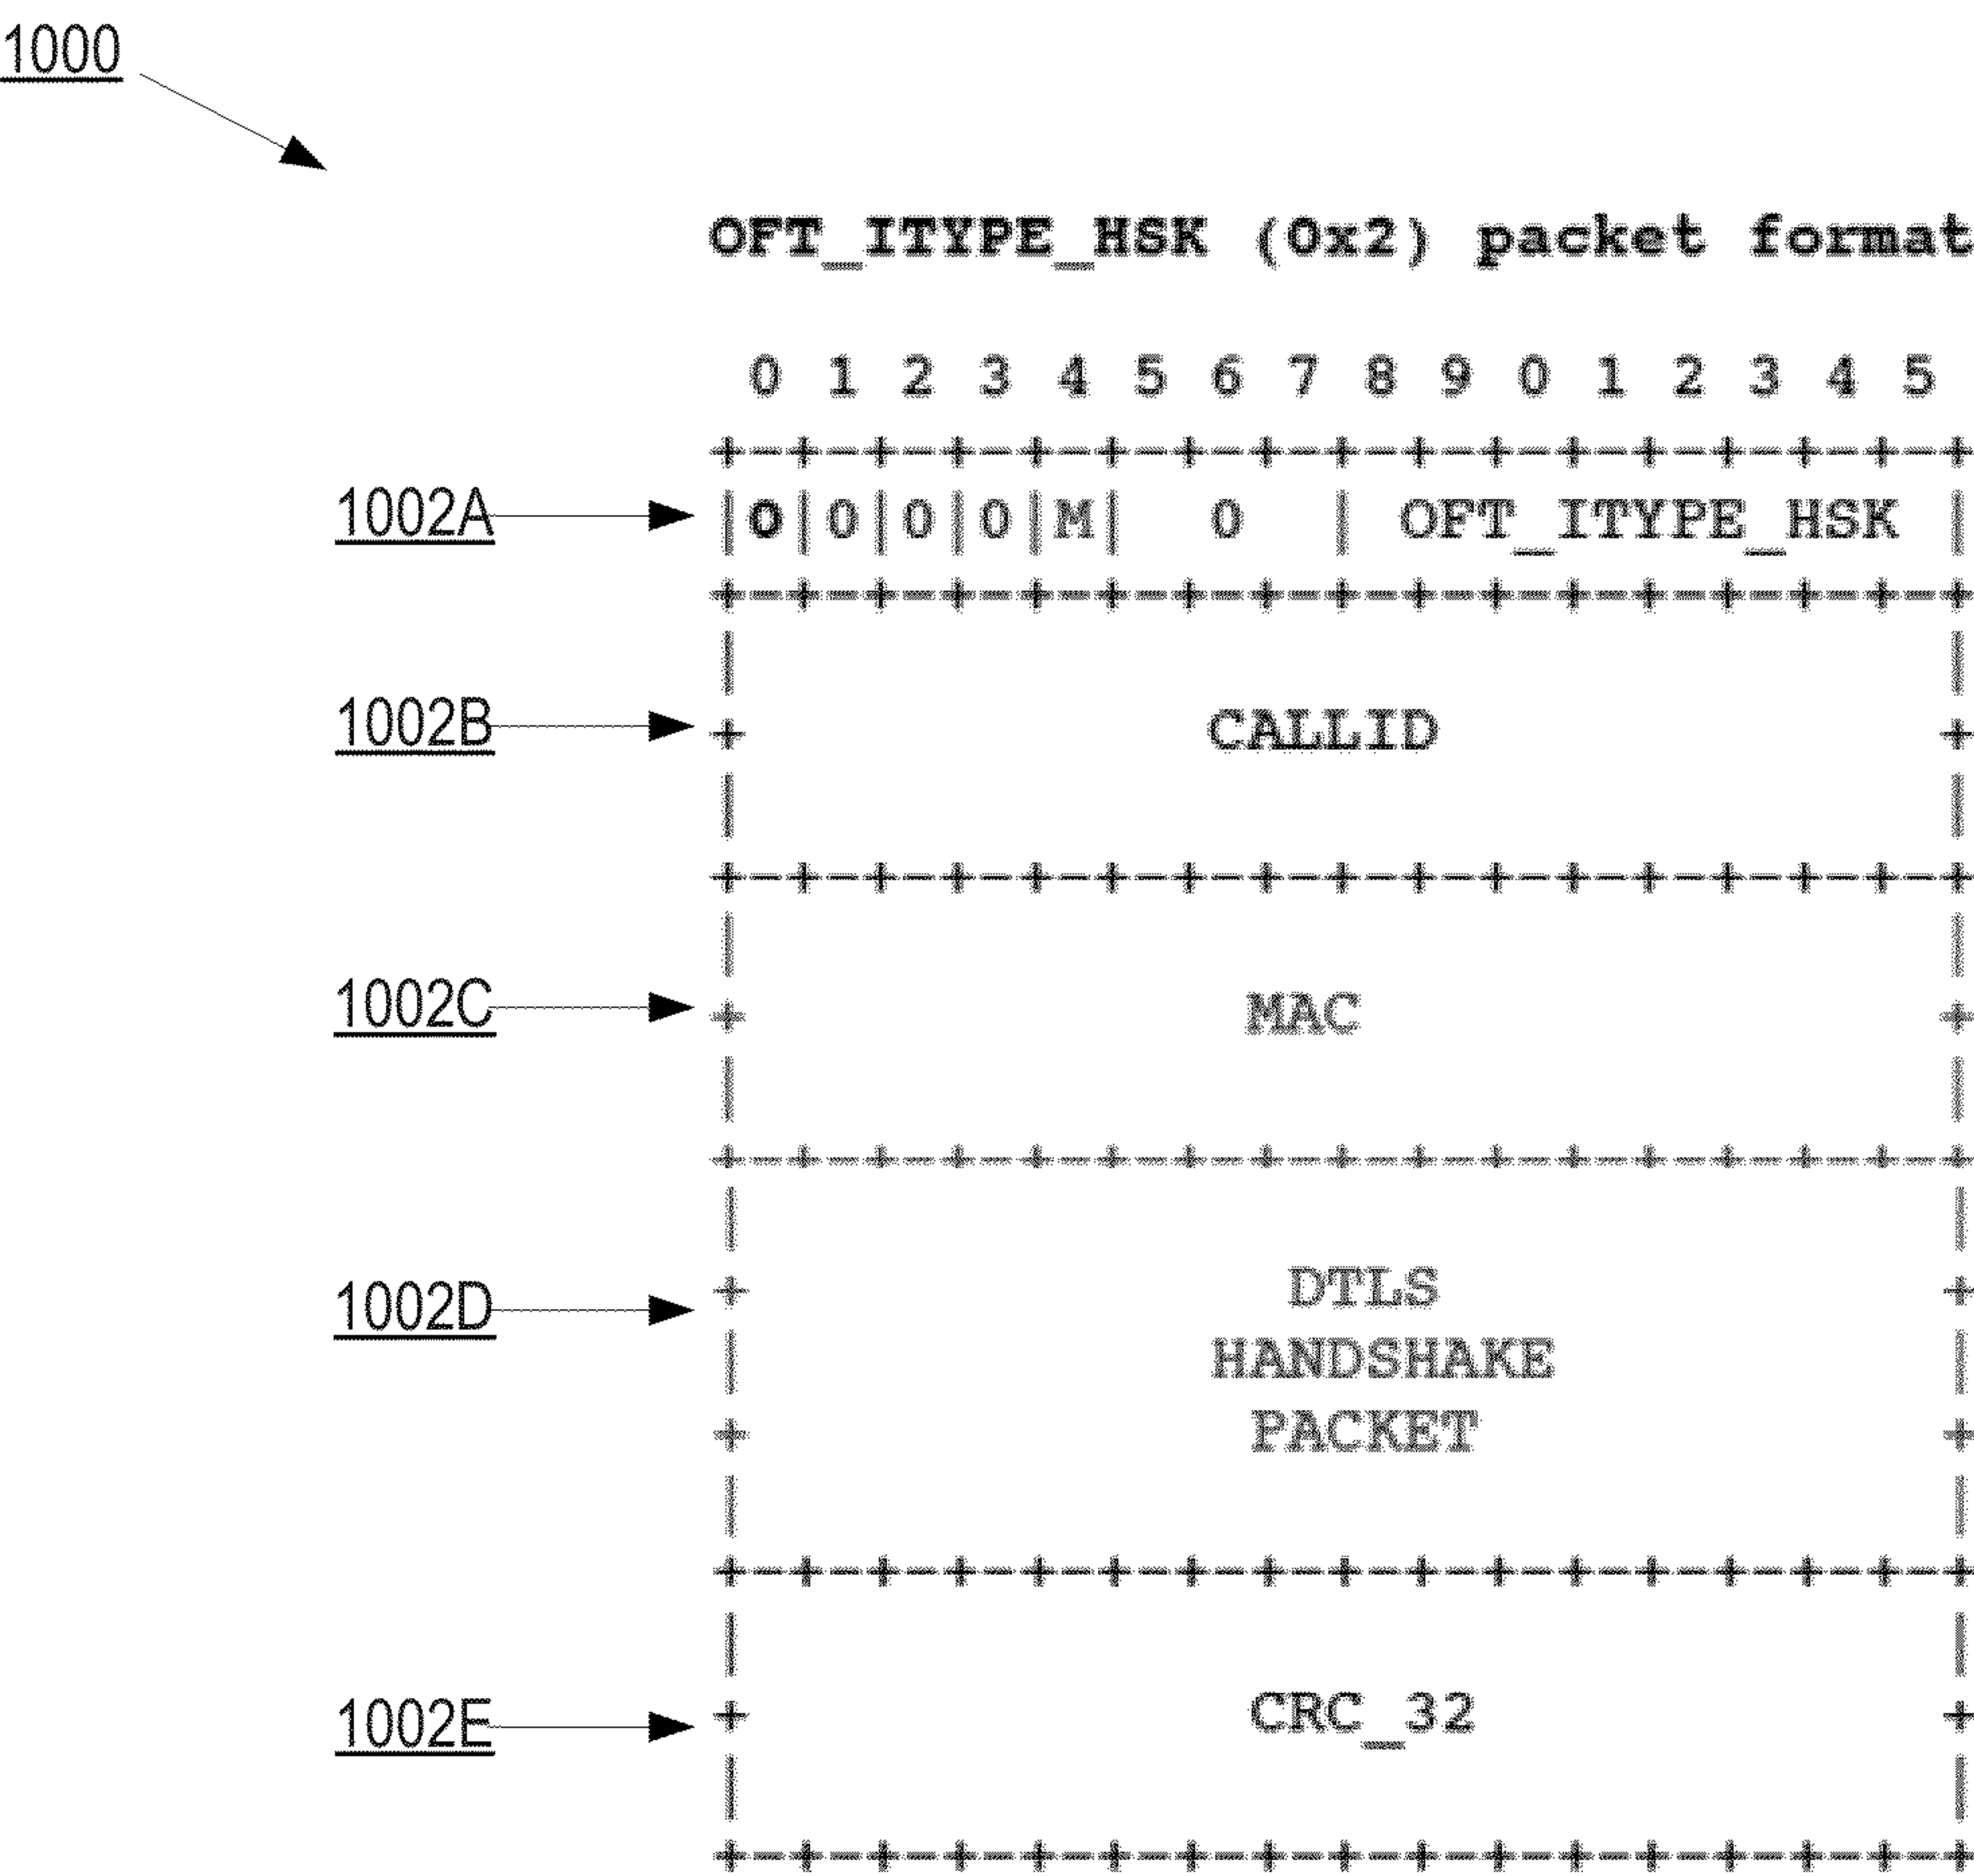 1000
OFT_ITYPE_HSK (0x2) packet format
0 1 2 3 4 5 6 7 8 9 0 1 2 3 4 5
+-+-+-+-+-+-+-+-+-+-+-+-+-+-+-+-+
1002A |0|0|0|0|M| 0 | OFT_ITYPE_HSK |
+-+-+-+-+-+-+-+-+-+-+-+-+-+-+-+-+
| |
1002B + CALLID +
| |
+-+-+-+-+-+-+-+-+-+-+-+-+-+-+-+-+
| |
1002C + MAC +
| |
+-+-+-+-+-+-+-+-+-+-+-+-+-+-+-+-+
| |
1002D + DTLS +
| HANDSHAKE |
+ PACKET +
| |
+-+-+-+-+-+-+-+-+-+-+-+-+-+-+-+-+
| |
1002E + CRC_32 +
| |
+-+-+-+-+-+-+-+-+-+-+-+-+-+-+-+-+